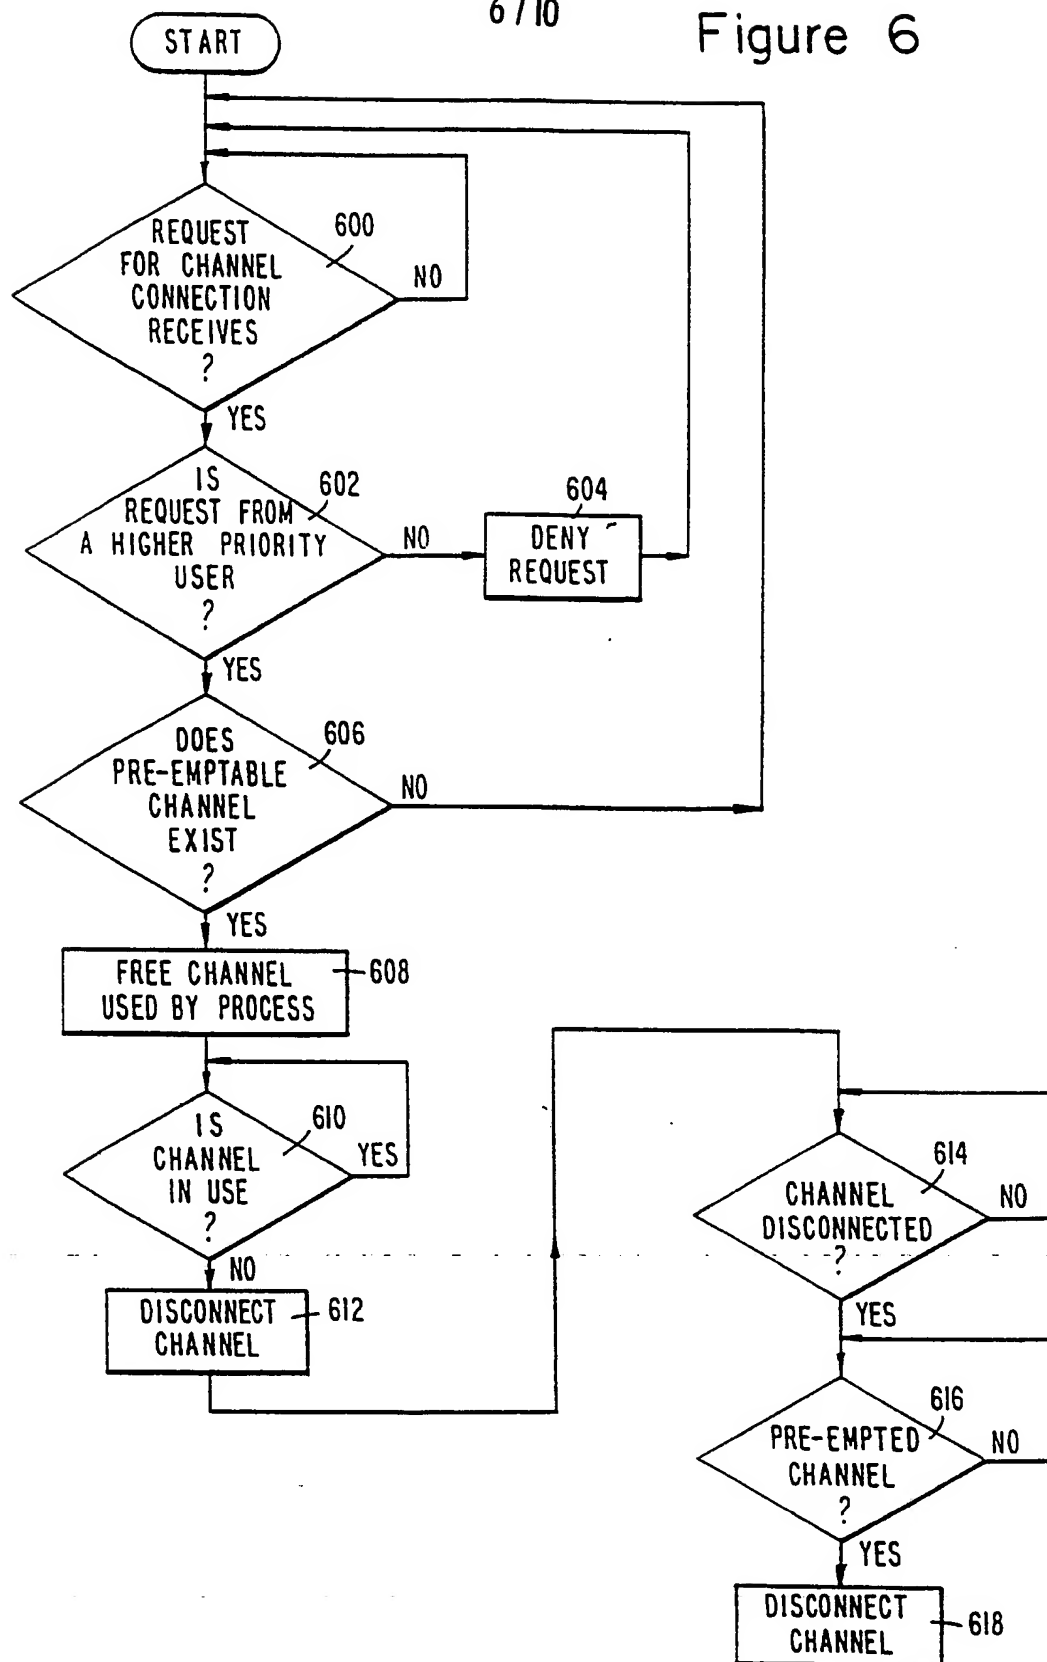 6/10
Figure 6
START
REQUEST
FOR CHANNEL
CONNECTION
RECEIVES
?
600
NO
YES
IS
REQUEST FROM
A HIGHER PRIORITY
USER
?
602
NO
604
DENY
REQUEST
YES
DOES
PRE-EMPTABLE
CHANNEL
EXIST
?
606
NO
YES
FREE CHANNEL
USED BY PROCESS
608
IS
CHANNEL
IN USE
?
610
YES
NO
DISCONNECT
CHANNEL
612
CHANNEL
DISCONNECTED
?
614
NO
YES
PRE-EMPTED
CHANNEL
?
616
NO
YES
DISCONNECT
CHANNEL
618